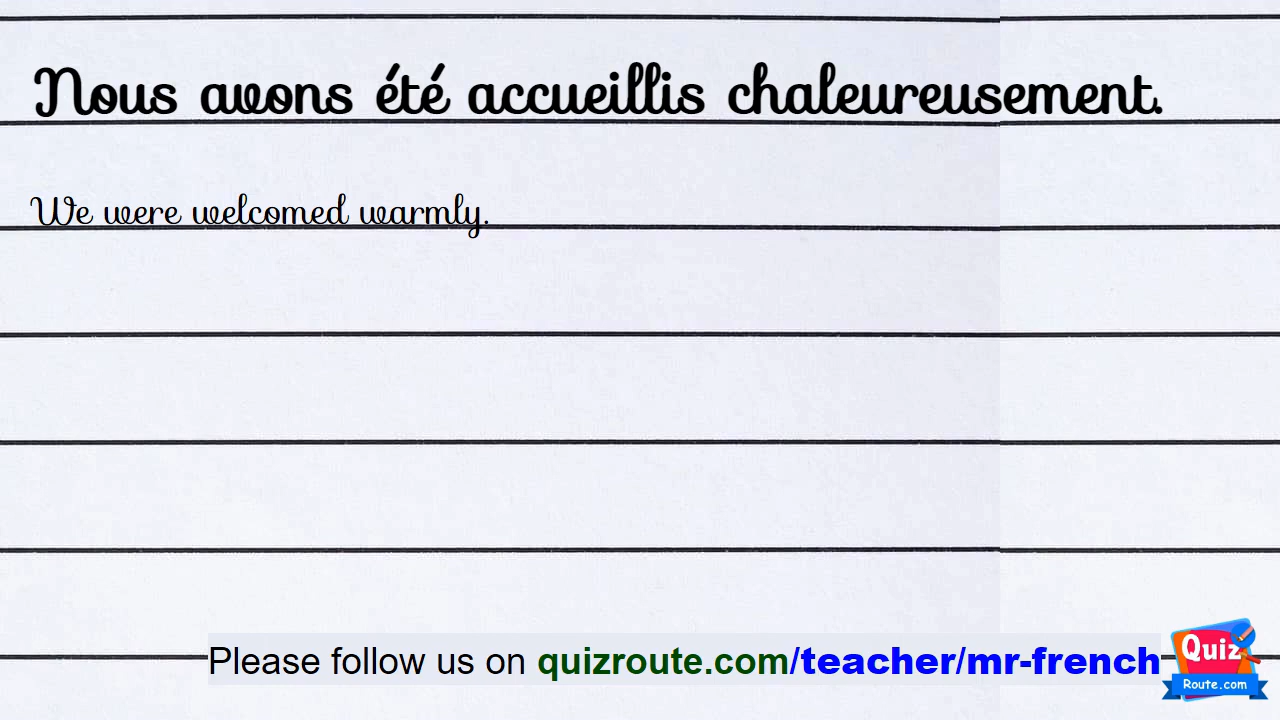 Nous avons été accueillis chaleureusement.
We were welcomed warmly.
Please follow us on quizroute.com/teacher/mr-french
Quiz
Route.com